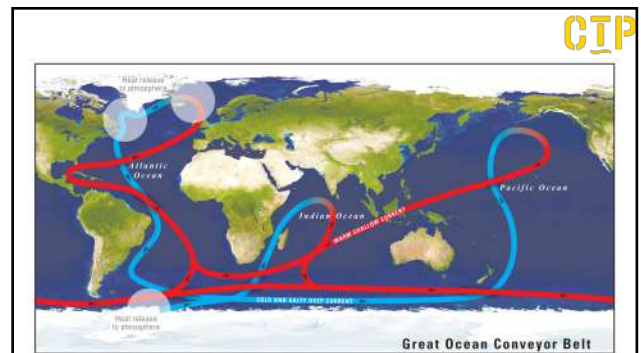 CTP
Heat release
to atmosphere
Atlantic
Ocean
Pacific Ocean
Indian Ocean
WARM SHALLOW CURRENT
COLD AND SALTY DEEP CURRENT
Heat release
to atmosphere
Great Ocean Conveyor Belt